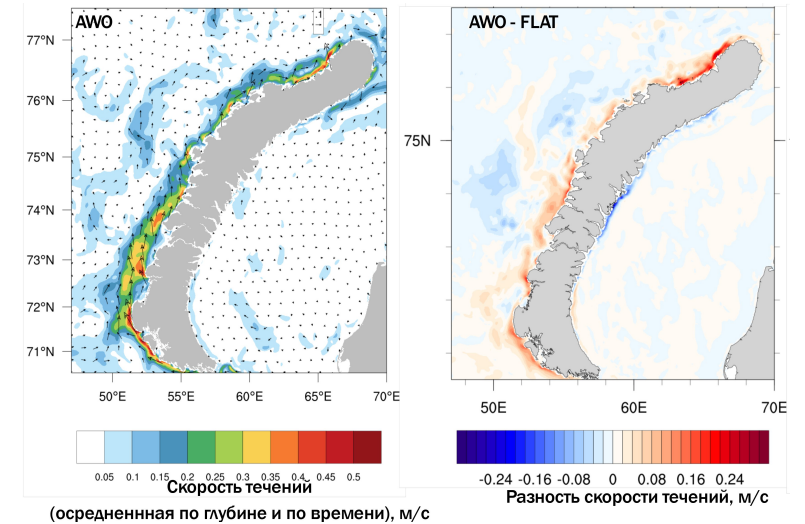 AWO
1
77°N
76°N
75°N
74°N
73°N
72°N
71°N
50°E 55°E 60°E 65°E 70°E
0.05 0.1 0.15 0.2 0.25 0.3 0.35 0.4 0.45 0.5
Скорость течений
(осредненнная по глубине и по времени), м/с
AWO - FLAT
75N
50E 60E 70E
-0.24 -0.16 -0.08 0 0.08 0.16 0.24
Разность скорости течений, м/с